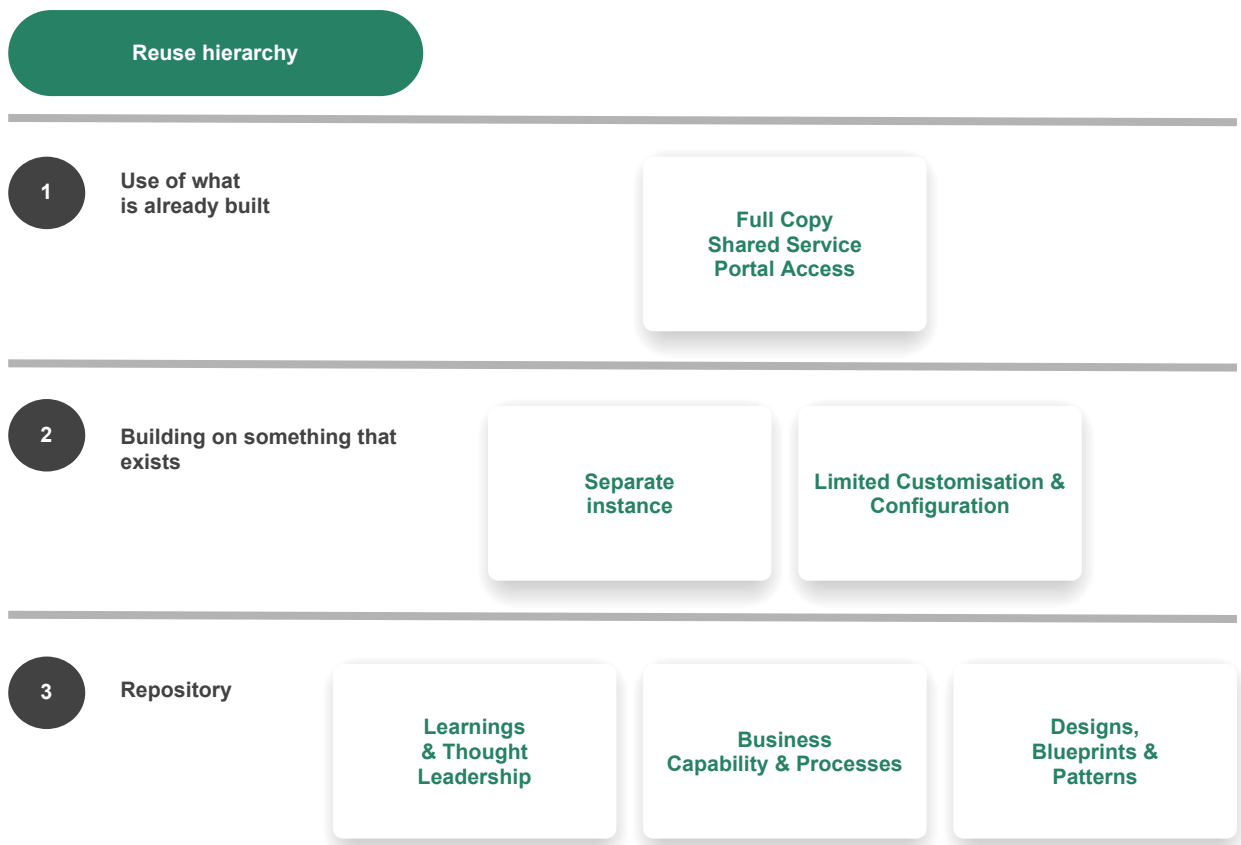 Reuse hierarchy
1
Use of what
is already built
Full Copy
Shared Service
Portal Access
2
Building on something that
exists
Separate
instance
Limited Customisation &
Configuration
3
Repository
Learnings
& Thought
Leadership
Business
Capability & Processes
Designs,
Blueprints &
Patterns